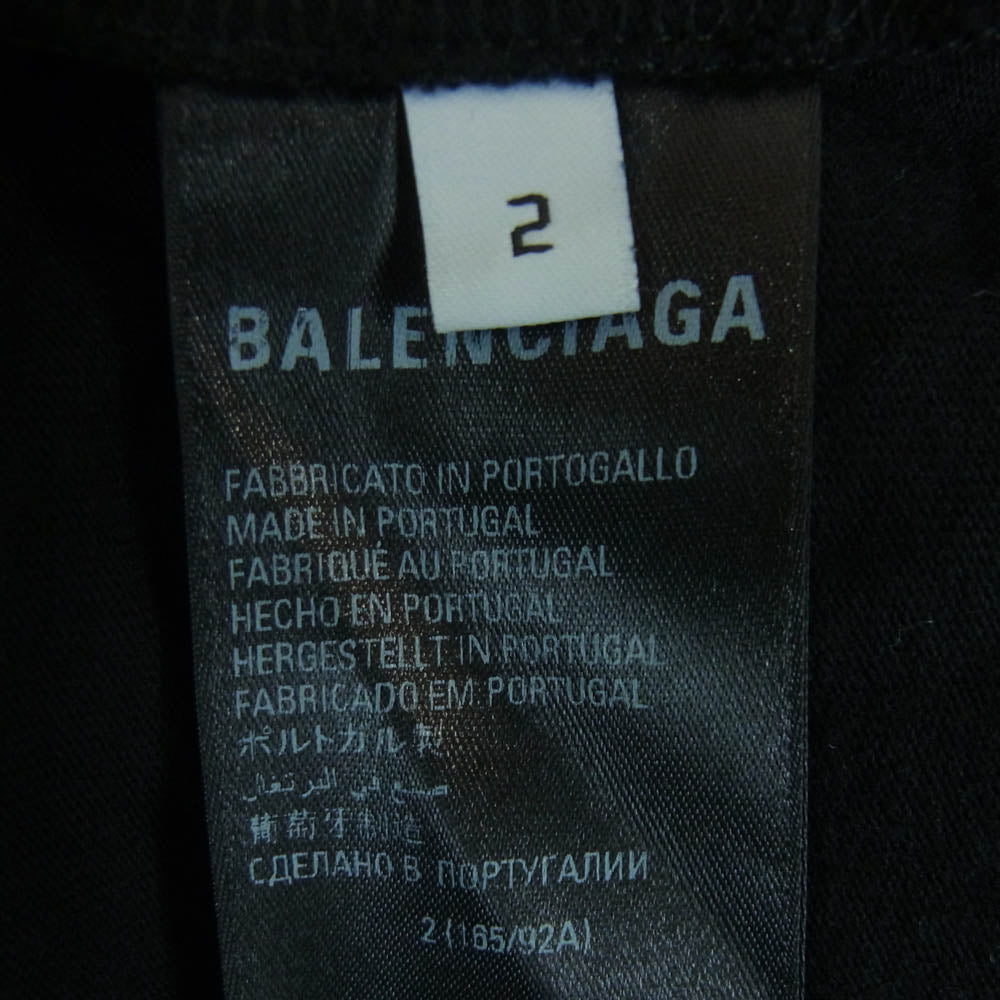 2
BALENCIAGA
FABBRICATO IN PORTOGALLO
MADE IN PORTUGAL
FABRIQUÉ AU PORTUGAL
HECHO EN PORTUGAL
HERGESTELLT IN PORTUGAL
FABRICADO EM PORTUGAL
ポルトガル製
صنع في البرتغال
葡萄牙制造
СДЕЛАНО В ПОРТУГАЛИИ
2 (165/92A)